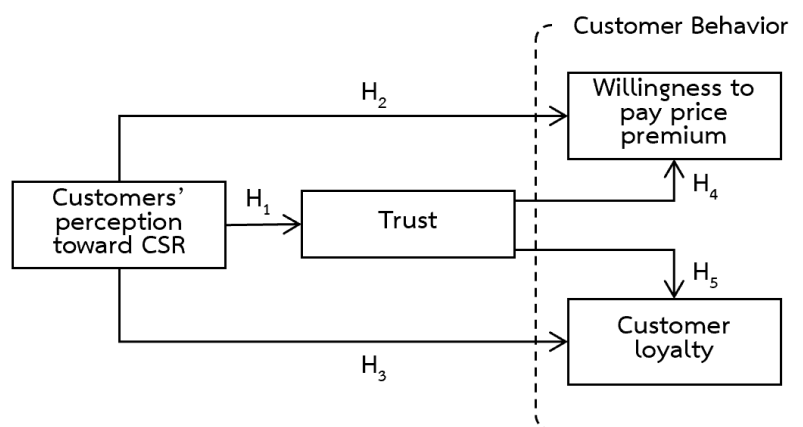 Customer Behavior
Willingness to
pay price
premium
H2
Customers'
perception
toward CSR
H1
Trust
H4
H5
Customer
loyalty
H3